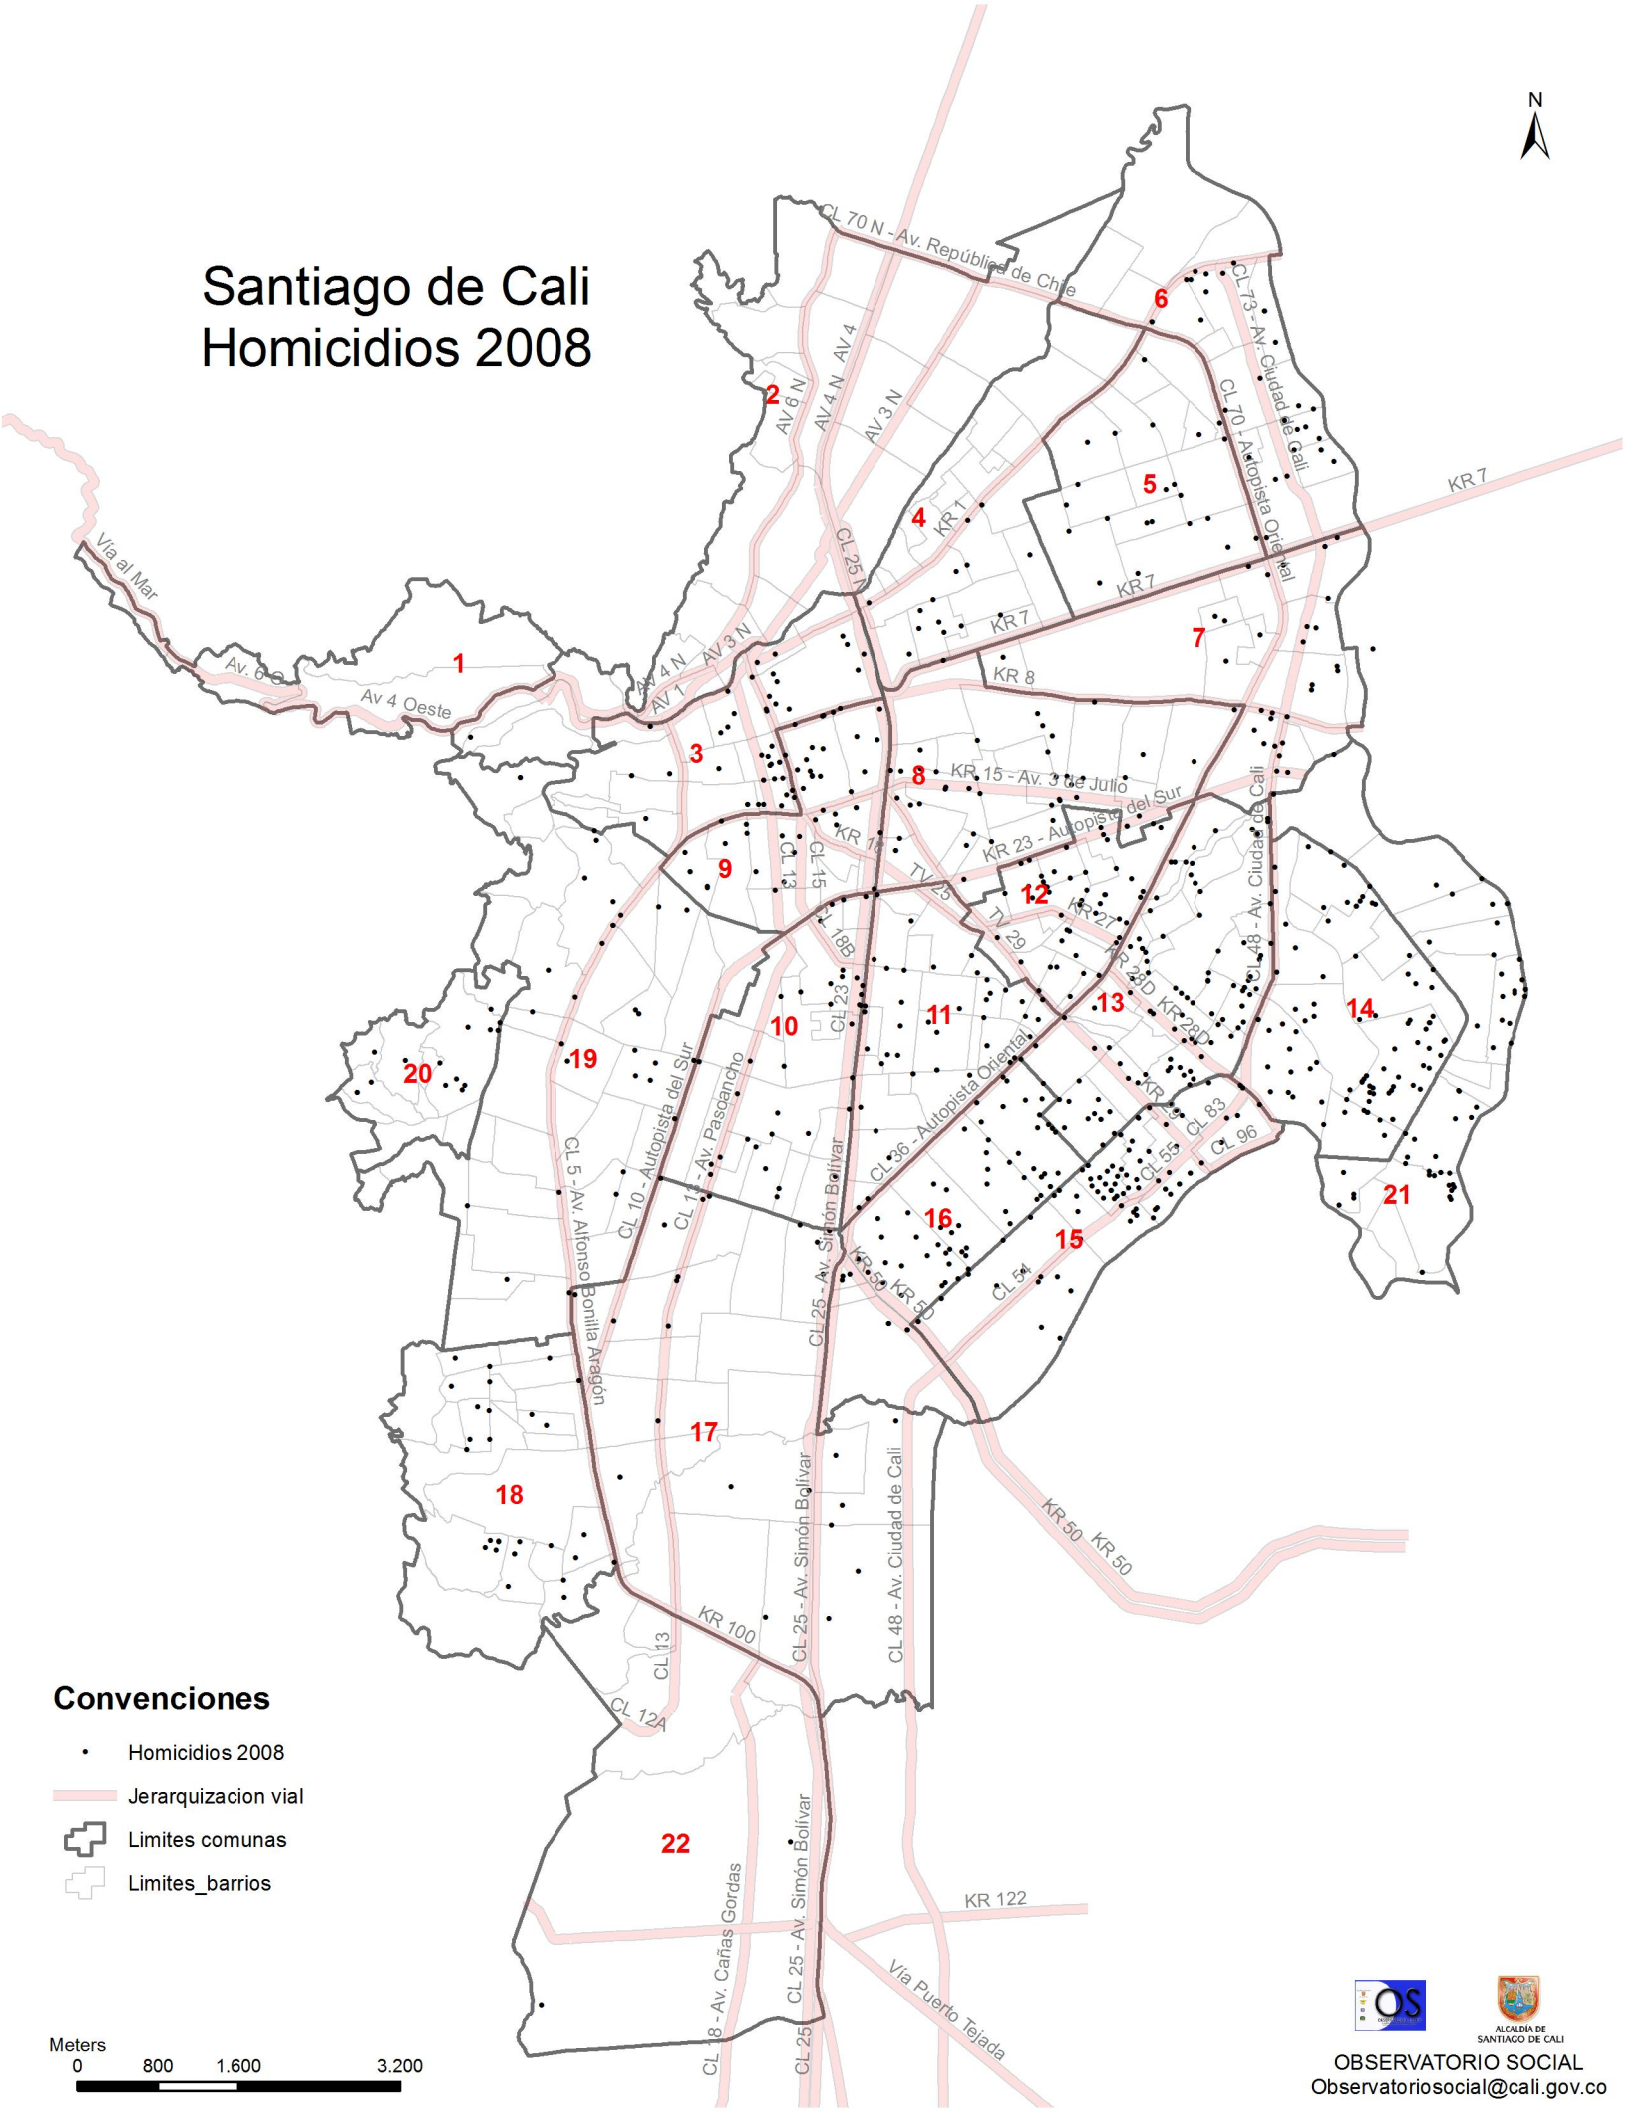 N
Santiago de Cali
Homicidios 2008
CL 70 N - Av. República de Chile
CL 73 - Av. Ciudad de Cali
6
2
AV 6 N
AV 4 N
AV 4
AV 3 N
CL 70 - Autopista Oriental
5
KR 7
4
KR 1
CL 25 N
Vía al Mar
KR 7
KR 7
7
1
Av. 6 O
Av 4 Oeste
AV 4 N
AV 3 N
AV 1
KR 8
3
8
KR 15 - Av. 3 de Julio
KR 23 - Autopista del Sur
CL 48 - Av. Ciudad de Cali
9
CL 13
CL 15
TV 25
12
KR 27
CL 18B
TV 29
KR 28D
KR 28D
13
14
10
CL 23
11
19
20
CL 10 - Autopista del Sur
CL 13 - Av. Pasoancho
CL 36 - Autopista Oriental
CL 83
CL 96
CL 55
21
CL 5 - Av. Alfonso Bonilla Aragón
CL 25 - Av. Simón Bolívar
16
15
CL 54
KR 50
KR 50
17
18
CL 25 - Av. Simón Bolívar
CL 48 - Av. Ciudad de Cali
KR 50
KR 50
KR 100
CL 13
CL 12A
Convenciones
Homicidios 2008
Jerarquizacion vial
Limites comunas
Limites_barrios
22
CL 18 - Av. Cañas Gordas
CL 25 - Av. Simón Bolívar
CL 25
KR 122
Vía Puerto Tejada
Meters
0 800 1.600 3.200
OS
ALCALDÍA DE
SANTIAGO DE CALI
OBSERVATORIO SOCIAL
Observatoriosocial@cali.gov.co